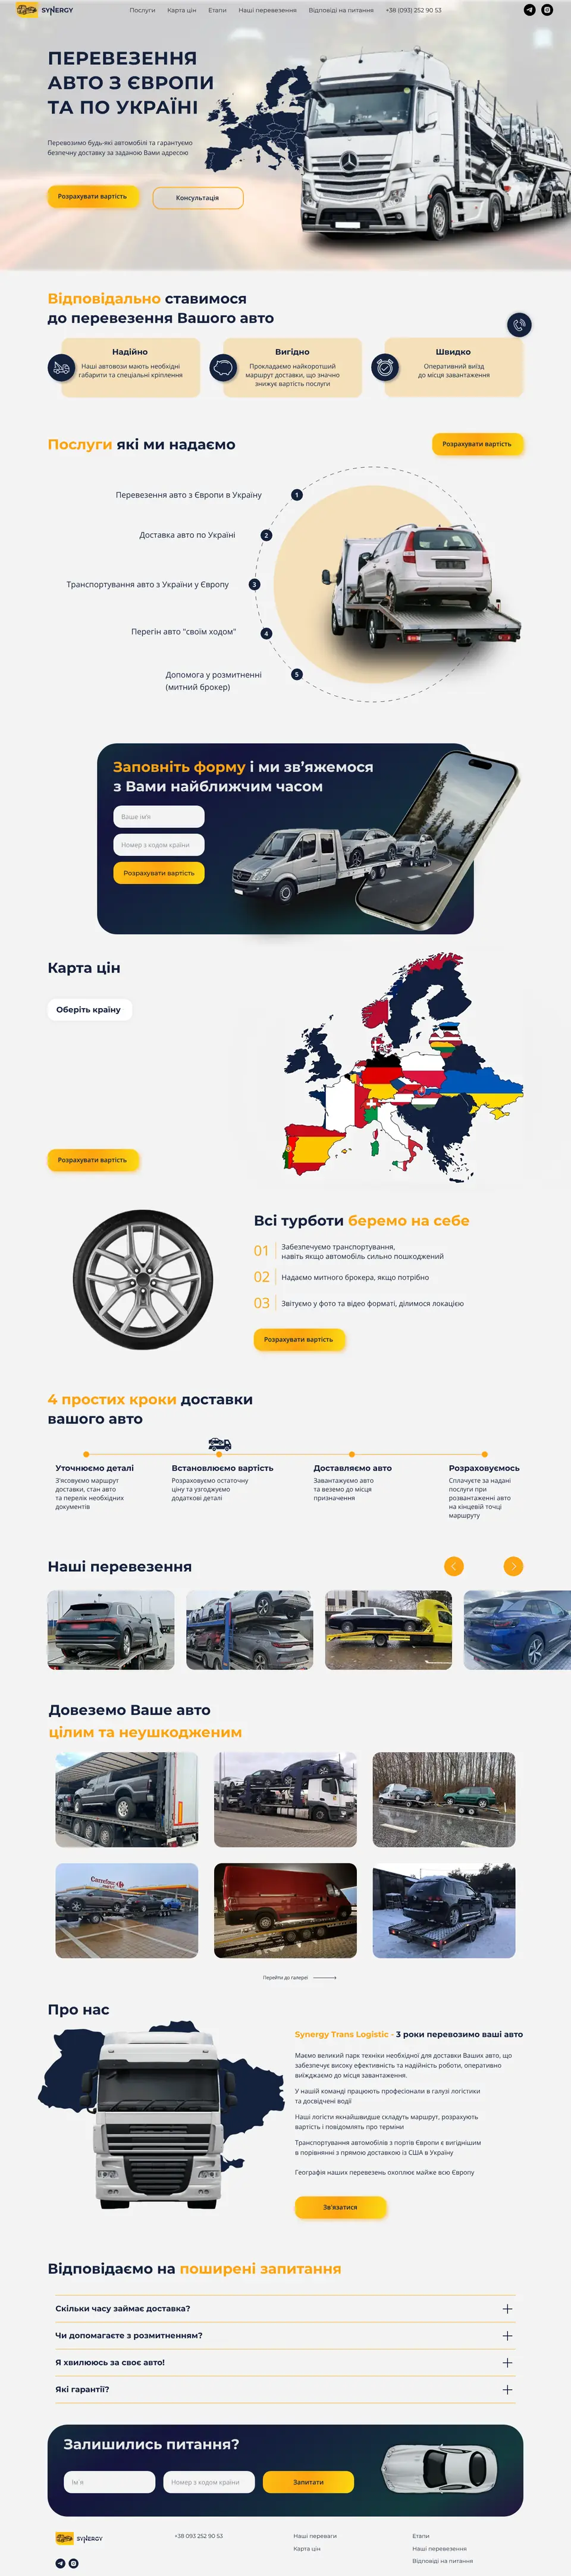 SYNERGY
Послуги
Карта цін
Етапи
Наші перевезення
Відповіді на питання
+38 (093) 252 90 53
ПЕРЕВЕЗЕННЯ
АВТО З ЄВРОПИ
ТА ПО УКРАЇНІ
Перевозимо будь-які автомобілі та гарантуємо
безпечну доставку за заданою Вами адресою
Розрахувати вартість
Консультація
Відповідально ставимося
до перевезення Вашого авто
Надійно
Наші автовози мають необхідні
габарити та спеціальні кріплення
Вигідно
Прокладаємо найкоротший
маршрут доставки, що значно
знижує вартість послуги
Швидко
Оперативний виїзд
до місця завантаження
Послуги які ми надаємо
Розрахувати вартість
Перевезення авто з Європи в Україну
1
Доставка авто по Україні
2
Транспортування авто з України у Європу
3
Перегін авто "своїм ходом"
4
Допомога у розмитненні
(митний брокер)
5
Заповніть форму і ми зв’яжемося
з Вами найближчим часом
Ваше ім'я
Номер з кодом країни
Розрахувати вартість
Карта цін
Оберіть країну
Розрахувати вартість
Всі турботи беремо на себе
01
Забезпечуємо транспортування,
навіть якщо автомобіль сильно пошкоджений
02
Надаємо митного брокера, якщо потрібно
03
Звітуємо у фото та відео форматі, ділимося локацією
Розрахувати вартість
4 простих кроки доставки
вашого авто
Уточнюємо деталі
З'ясовуємо маршрут
доставки, стан авто
та перелік необхідних
документів
Встановлюємо вартість
Розраховуємо остаточну
ціну та узгоджуємо
додаткові деталі
Доставляємо авто
Завантажуємо авто
та веземо до місця
призначення
Розраховуємось
Сплачуєте за надані
послуги при
розвантаженні авто
на кінцевій точці
маршруту
Наші перевезення
Довеземо Ваше авто
цілим та неушкодженим
Carrefour
Перейти до галереї
Про нас
Synergy Trans Logistic - 3 роки перевозимо ваші авто
Маємо великий парк техніки необхідної для доставки Ваших авто, що
забезпечує високу ефективність та надійність роботи, оперативно
виїжджаємо до місця завантаження.
У нашій команді працюють професіонали в галузі логістики
та досвідчені водії
Наші логісти якнайшвидше складуть маршрут, розрахують
вартість і повідомлять про терміни
Транспортування автомобілів з портів Європи є вигіднішим
в порівнянні з прямою доставкою із США в Україну
Географія наших перевезень охоплює майже всю Європу
Зв'язатися
Відповідаємо на поширені запитання
Скільки часу займає доставка?
Чи допомагаєте з розмитненням?
Я хвилююсь за своє авто!
Які гарантії?
Залишились питання?
Ім`я
Номер з кодом країни
Запитати
SYNERGY
+38 093 252 90 53
Наші переваги
Карта цін
Етапи
Наші перевезення
Відповіді на питання